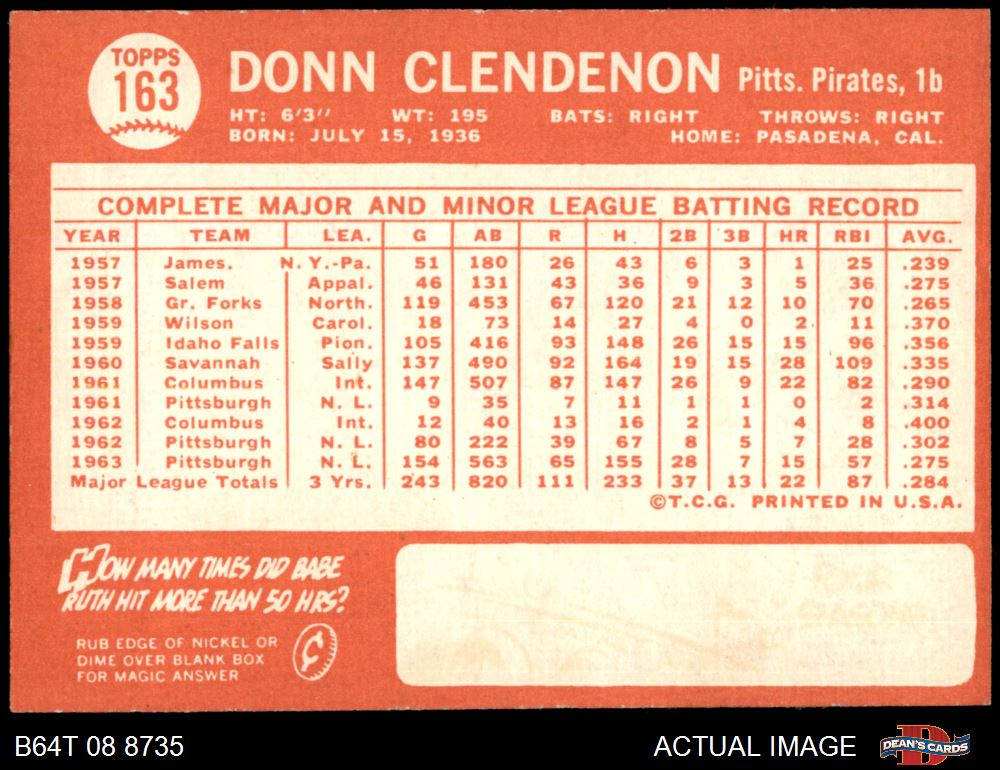 TOPPS
163
DONN CLENDENON Pitts. Pirates, 1b
HT: 6'3" WT: 195 BATS: RIGHT THROWS: RIGHT
BORN: JULY 15, 1936 HOME: PASADENA, CAL.
COMPLETE MAJOR AND MINOR LEAGUE BATTING RECORD
YEAR TEAM LEA. G AB R H 2B 3B HR RBI AVG.
1957 James. N. Y.-Pa. 51 180 26 43 6 3 1 25 .239
1957 Salem Appal. 46 131 43 36 9 3 5 36 .275
1958 Gr. Forks North. 119 453 67 120 21 12 10 70 .265
1959 Wilson Carol. 18 73 14 27 4 0 2 11 .370
1959 Idaho Falls Pion. 105 416 93 148 26 15 15 96 .356
1960 Savannah Sally 137 490 92 164 19 15 28 109 .335
1961 Columbus Int. 147 507 87 147 26 9 22 82 .290
1961 Pittsburgh N. L. 9 35 7 11 1 1 0 2 .314
1962 Columbus Int. 12 40 13 16 2 1 4 8 .400
1962 Pittsburgh N. L. 80 222 39 67 8 5 7 28 .302
1963 Pittsburgh N. L. 154 563 65 155 28 7 15 57 .275
Major League Totals 3 Yrs. 243 820 111 233 37 13 22 87 .284
©T.C.G. PRINTED IN U.S.A.
HOW MANY TIMES DID BABE
RUTH HIT MORE THAN 50 HRS?
RUB EDGE OF NICKEL OR
DIME OVER BLANK BOX
FOR MAGIC ANSWER
B64T 08 8735 ACTUAL IMAGE DEAN'S CARDS